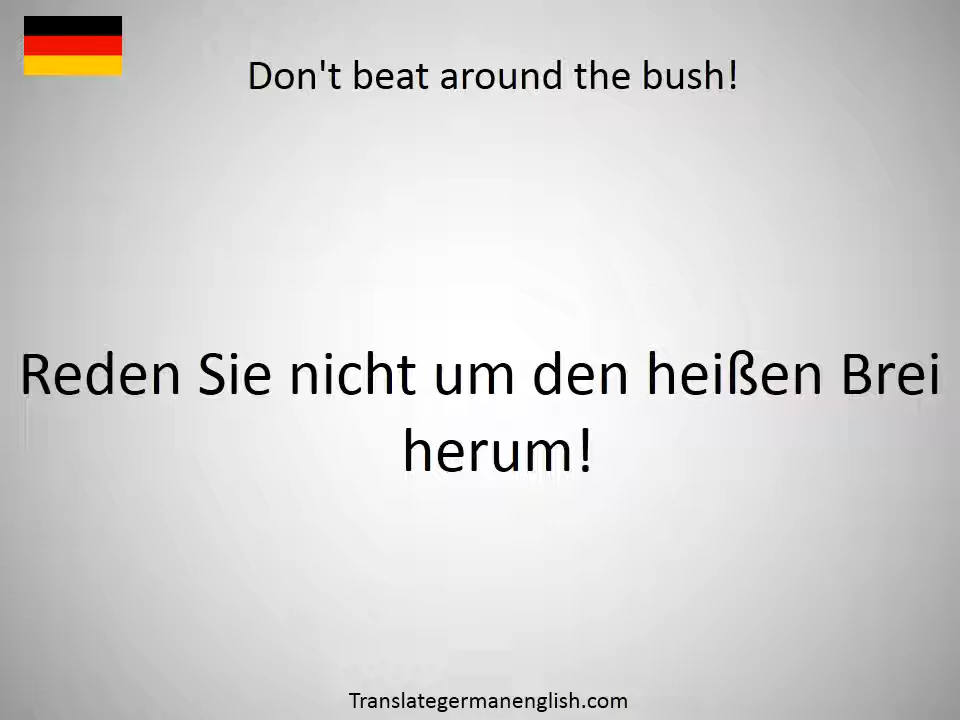 Don't beat around the bush!
Reden Sie nicht um den heißen Brei
herum!
Translategermanenglish.com